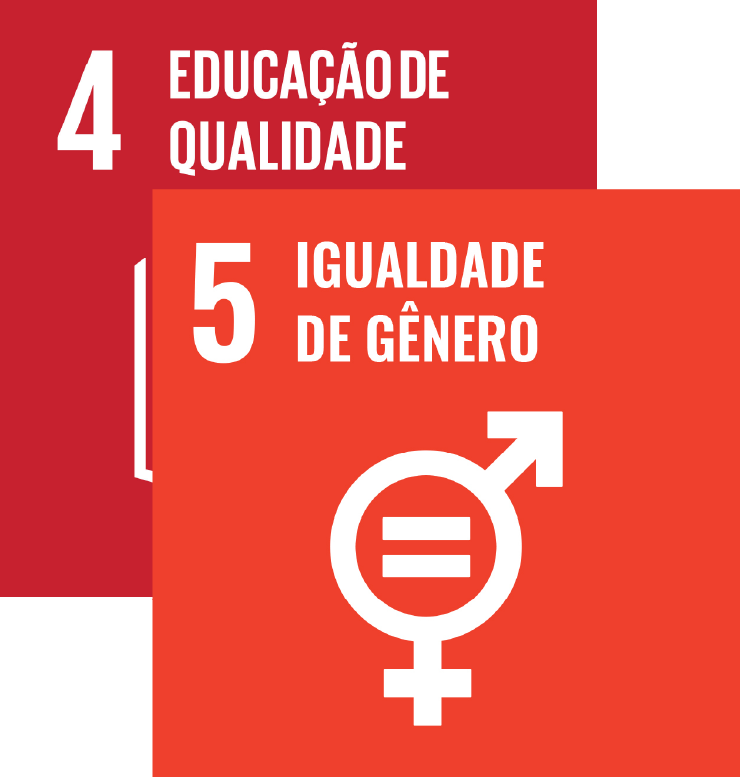 4
EDUCAÇÃO DE
QUALIDADE
5
IGUALDADE
DE GÊNERO